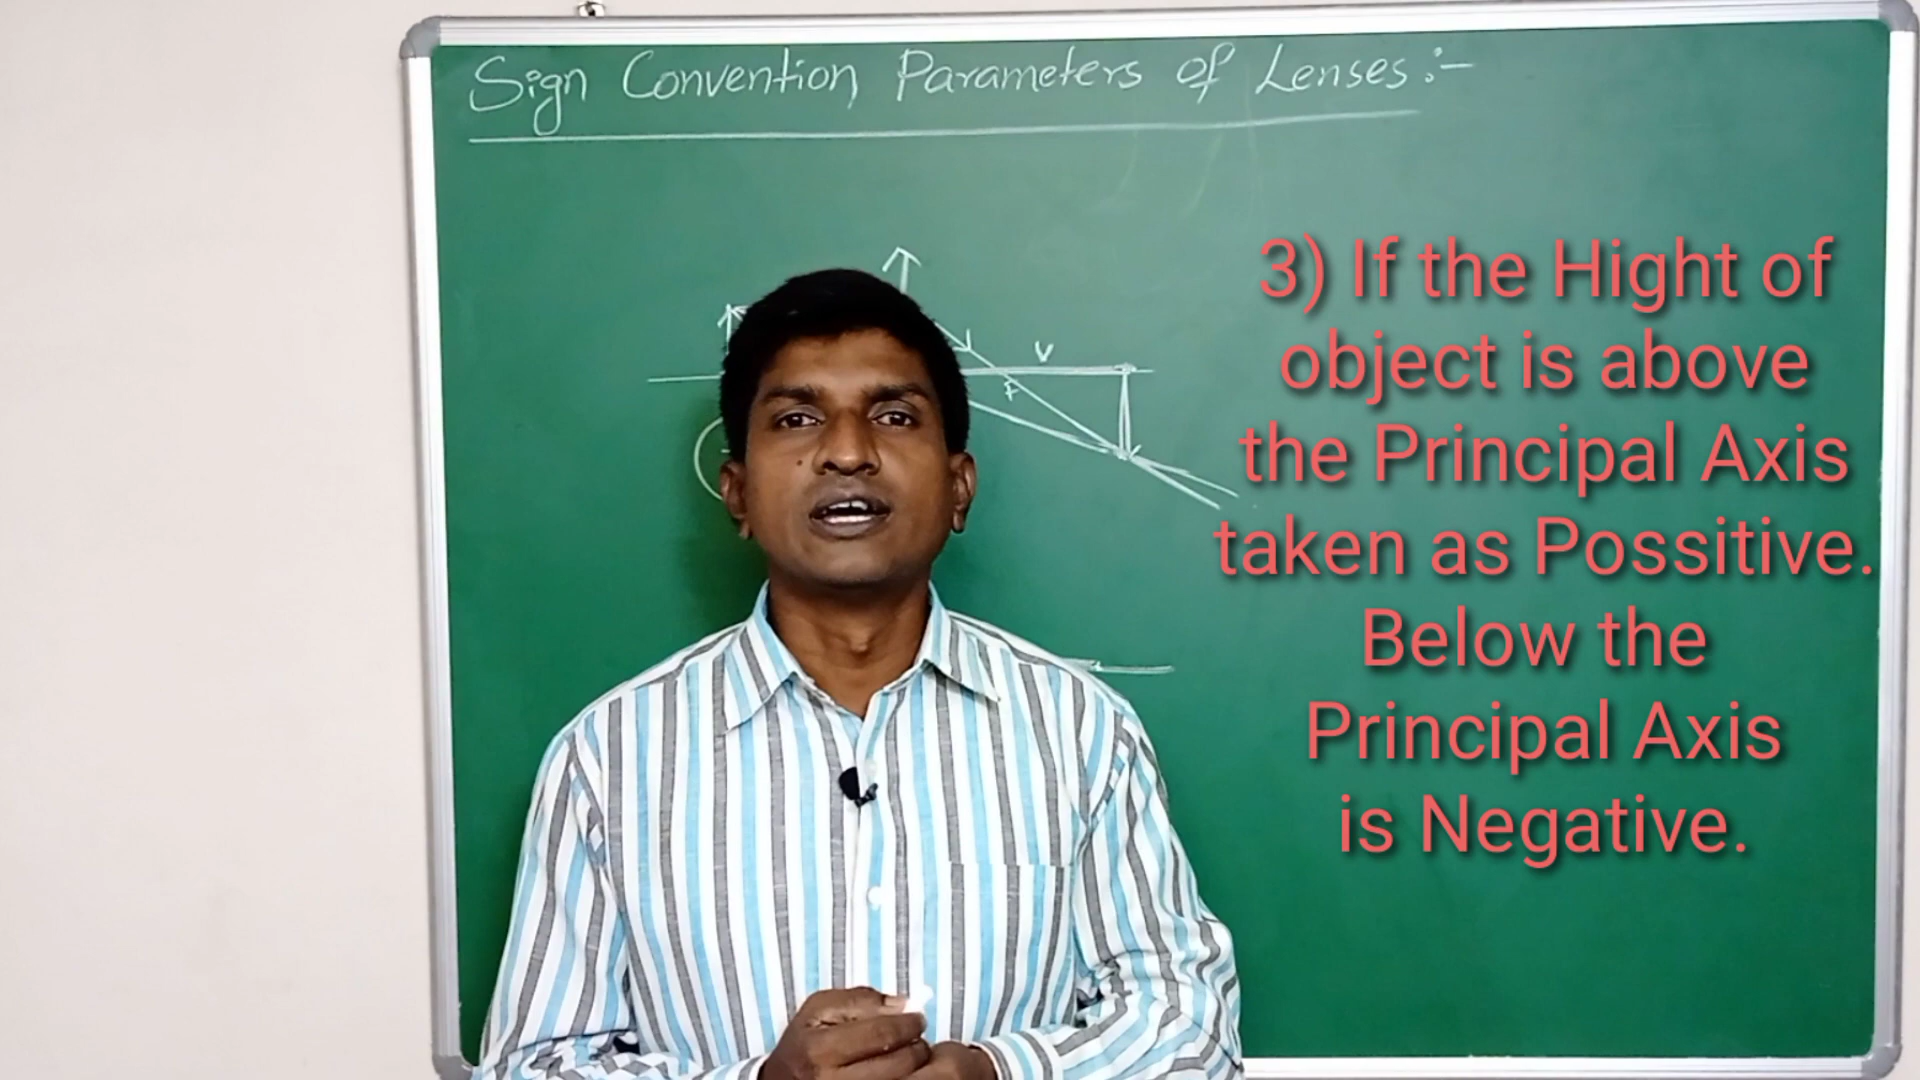 Sign Convention Parameters of Lenses :-
v
F
3) If the Hight of
object is above
the Principal Axis
taken as Possitive.
Below the
Principal Axis
is Negative.